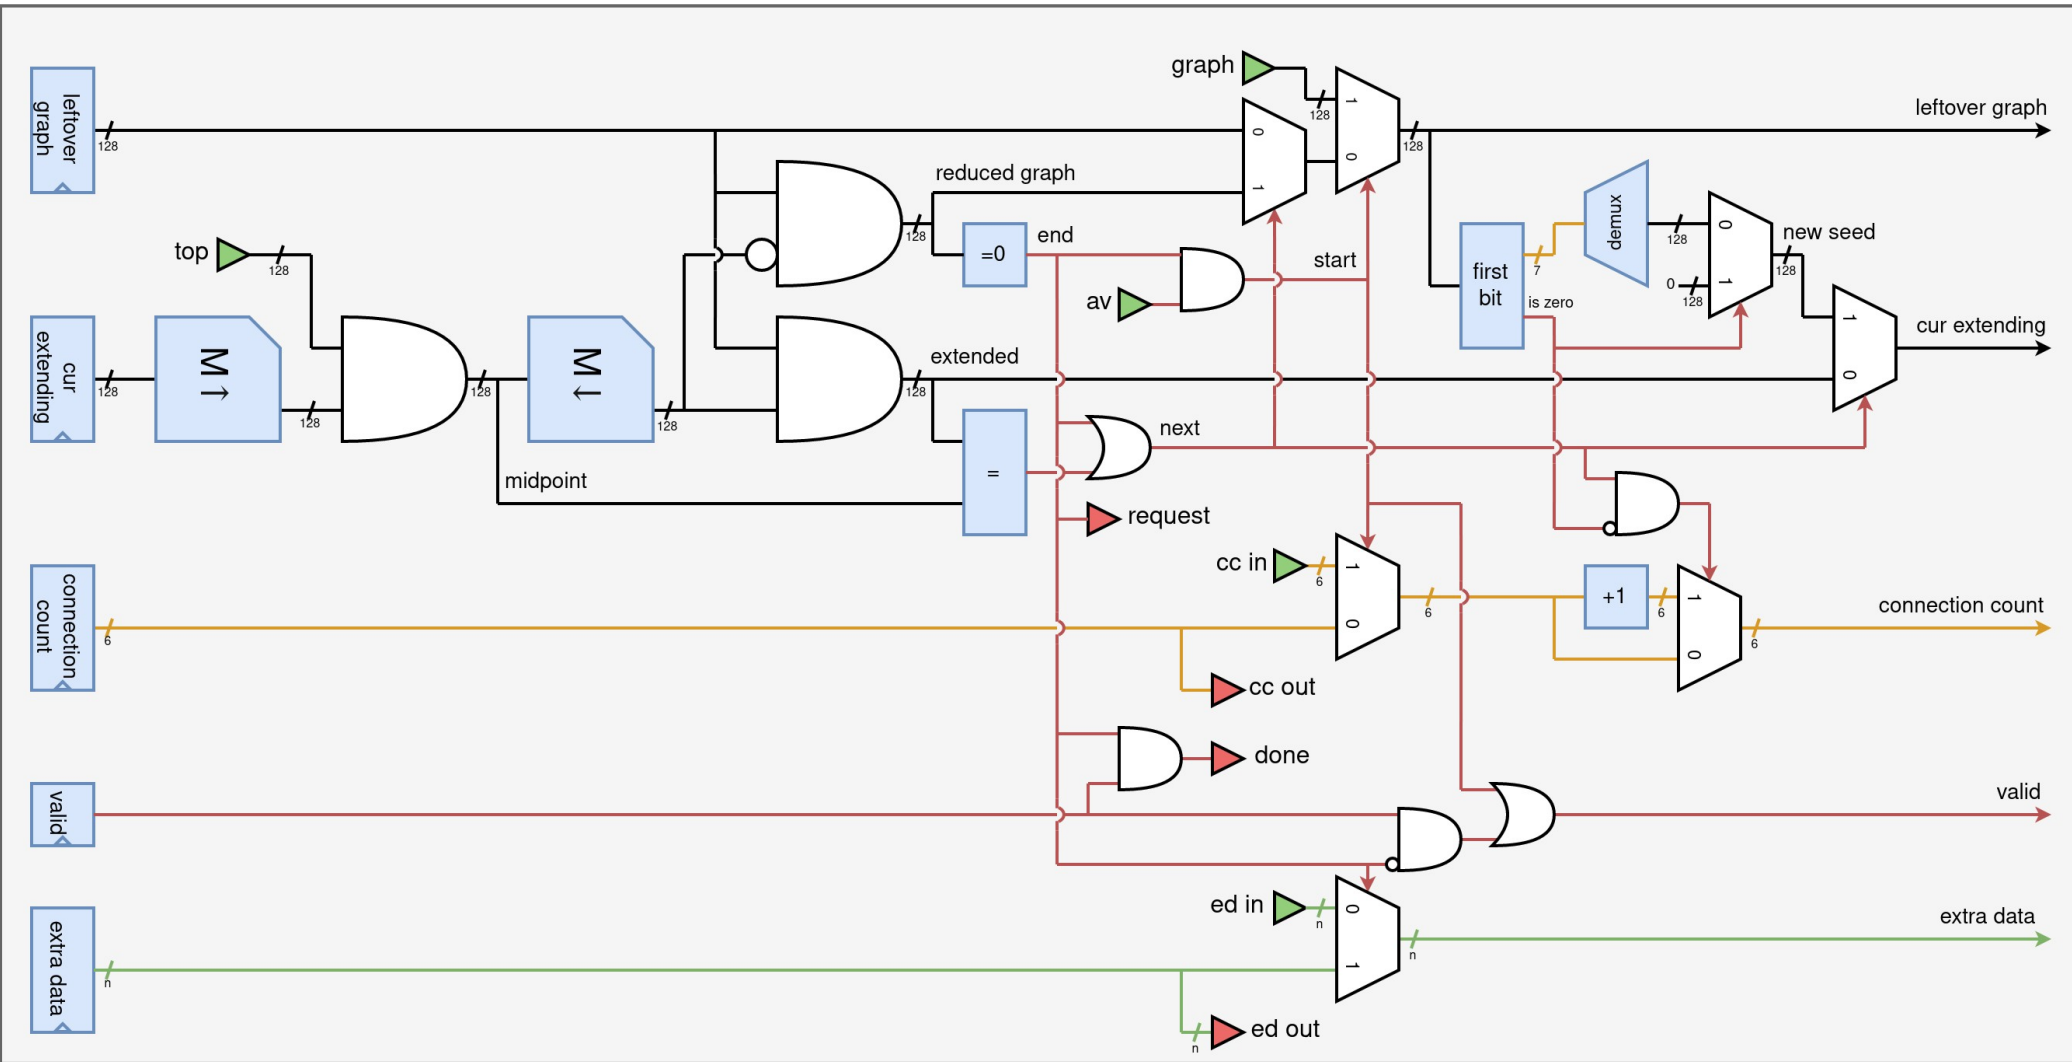 graph
1
128
leftover graph
leftover
graph
128
0
0
128
reduced graph
1
demux
128
0
new seed
top
128
128
end
=0
av
start
first
bit
7
is zero
0
128
1
128
1
cur extending
cur
extending
128
M↑
128
128
M↓
128
extended
128
0
next
midpoint
=
request
connection
count
6
cc in
6
1
0
6
+1
6
1
0
connection count
6
cc out
done
valid
valid
ed in
n
0
extra data
extra data
n
1
n
ed out
n